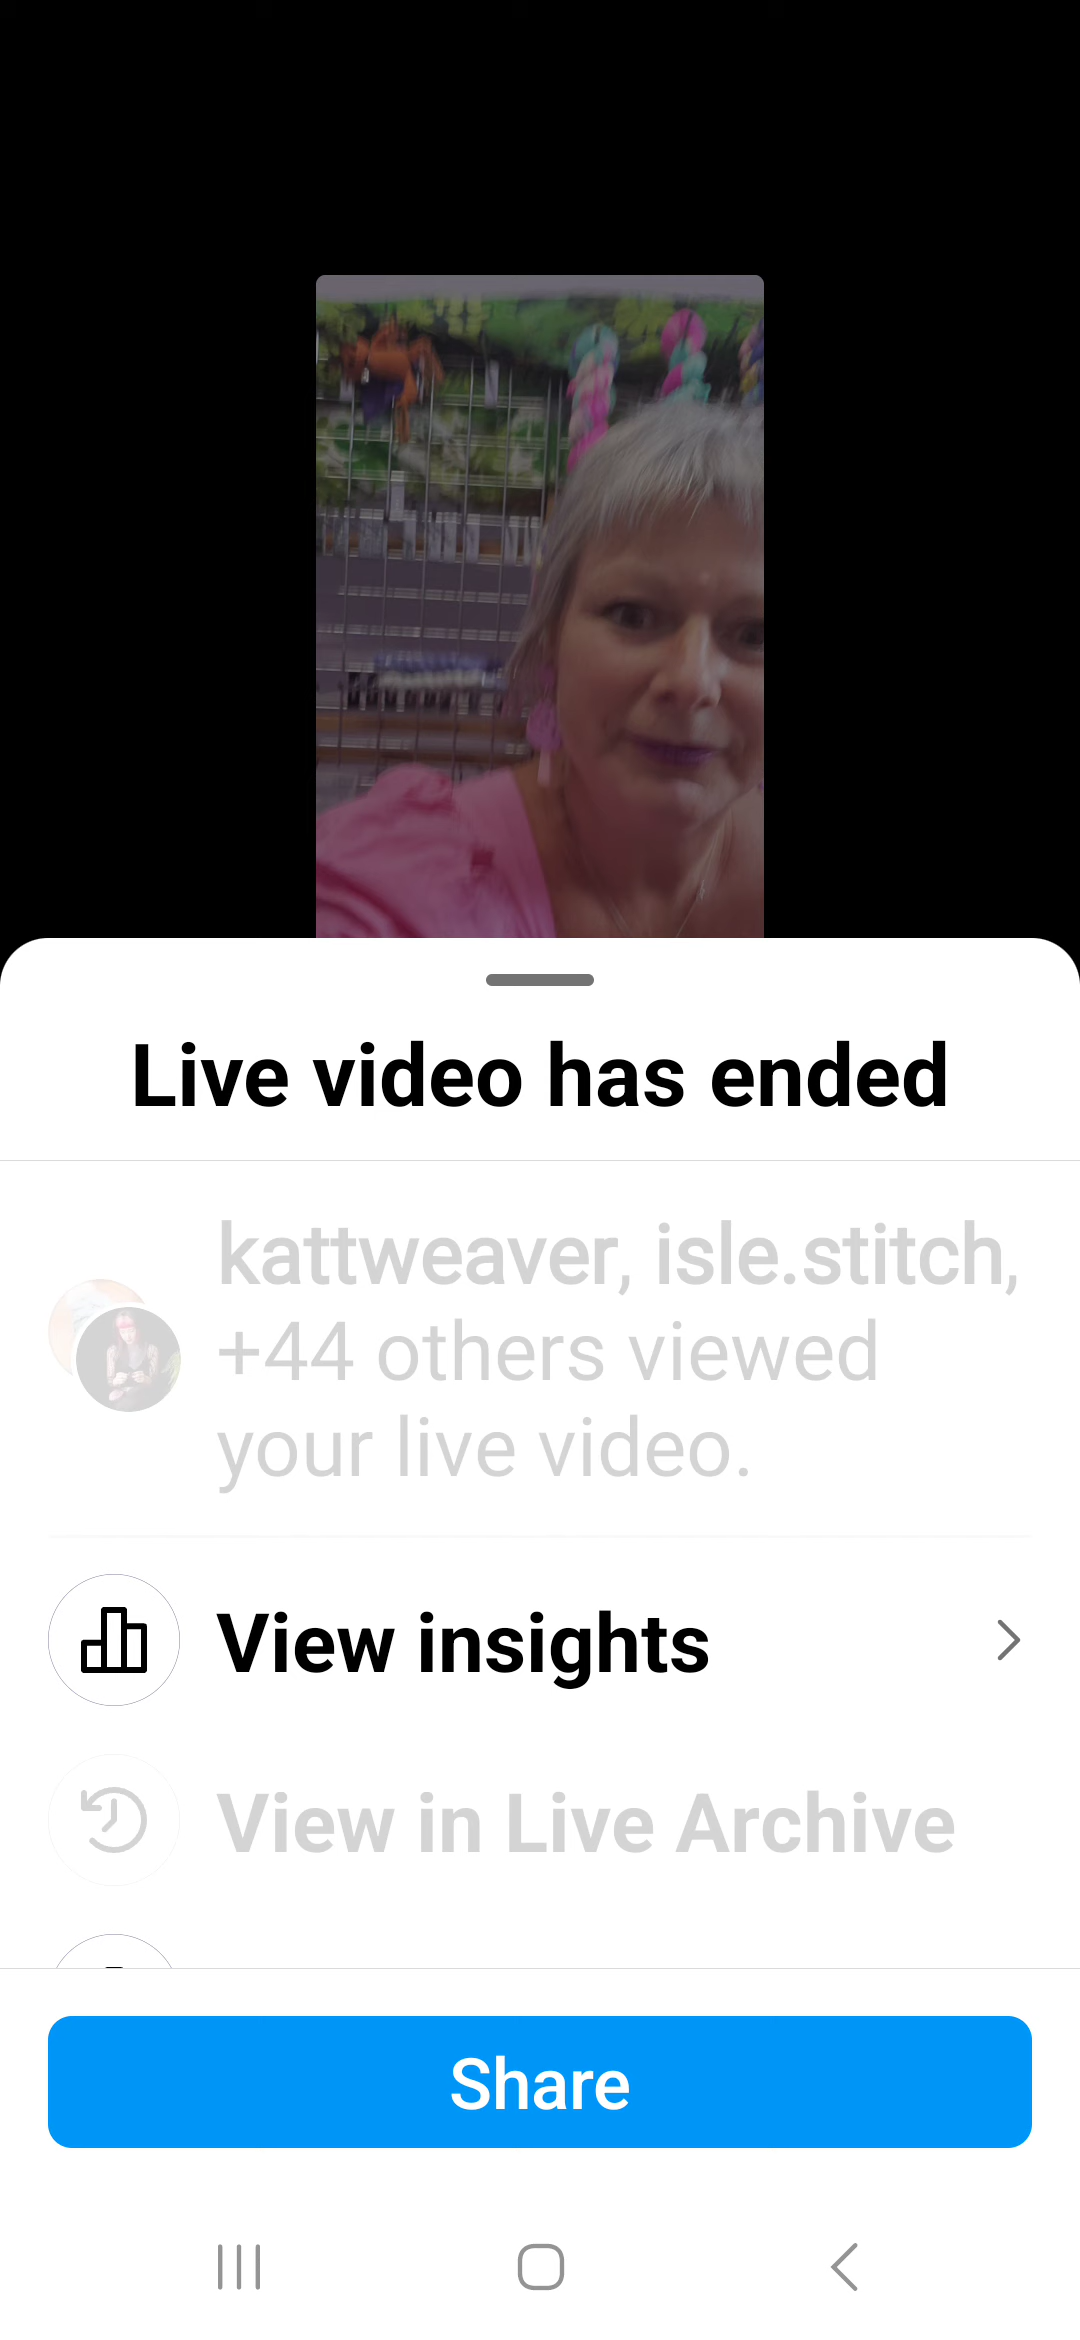 Live video has ended
kattweaver, isle.stitch,
+44 others viewed
your live video.
View insights
View in Live Archive
Share